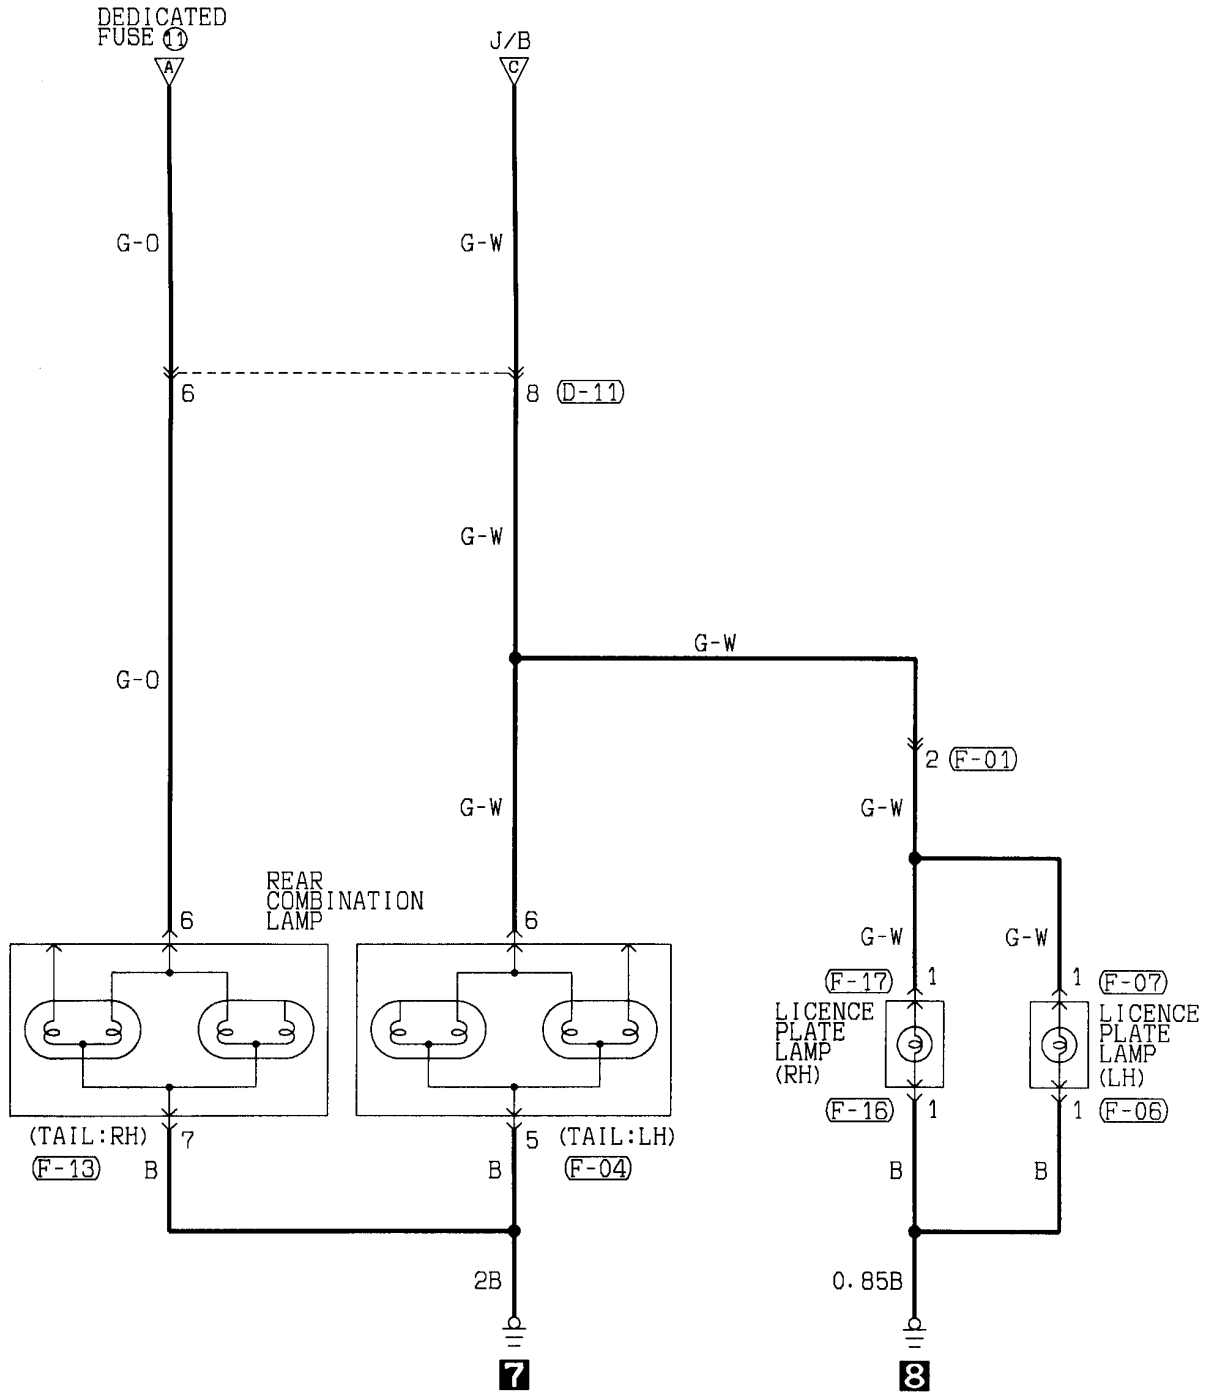 DEDICATED
FUSE ⑪
J/B
A
C
G-O
G-W
6
8 (D-11)
G-W
G-W
G-O
2 (F-01)
G-W
G-W
REAR
COMBINATION
LAMP
6
6
G-W
G-W
(F-17) 1
1 (F-07)
LICENCE
PLATE
LAMP
(RH)
LICENCE
PLATE
LAMP
(LH)
(F-16) 1
1 (F-06)
(TAIL:RH) 7
5 (TAIL:LH)
(F-13)
B
B
(F-04)
B
B
2B
0.85B
7
8